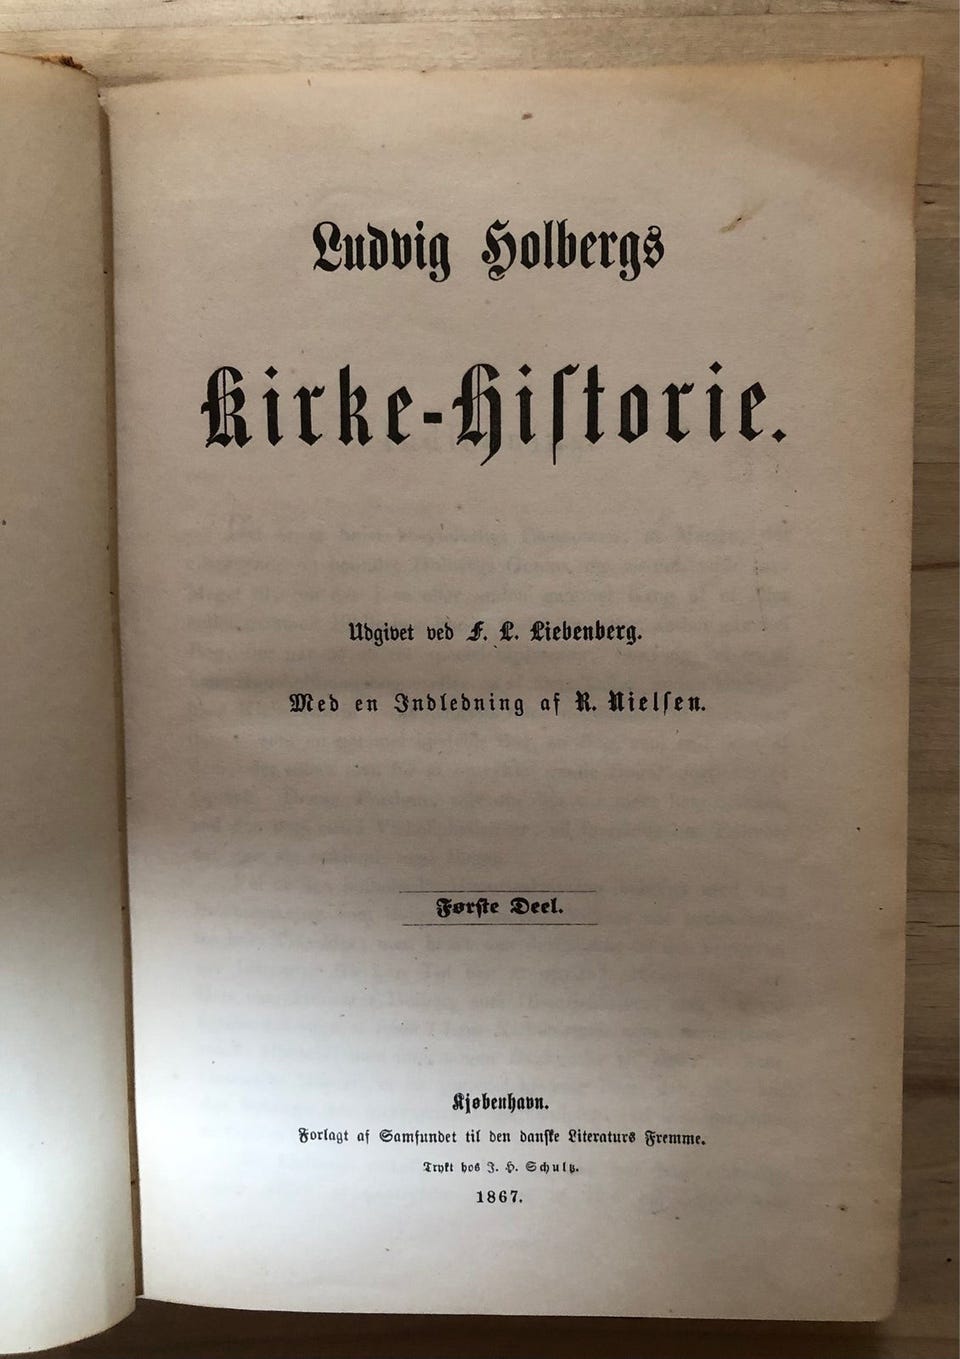 Ludvig Holbergs
Kirke-Historie.
Udgivet ved F. L. Liebenberg.
Med en Indledning af R. Nielsen.
Første Deel.
Kjøbenhavn.
Forlagt af Samfundet til den danske Literaturs Fremme.
Trykt hos J. H. Schultz.
1867.